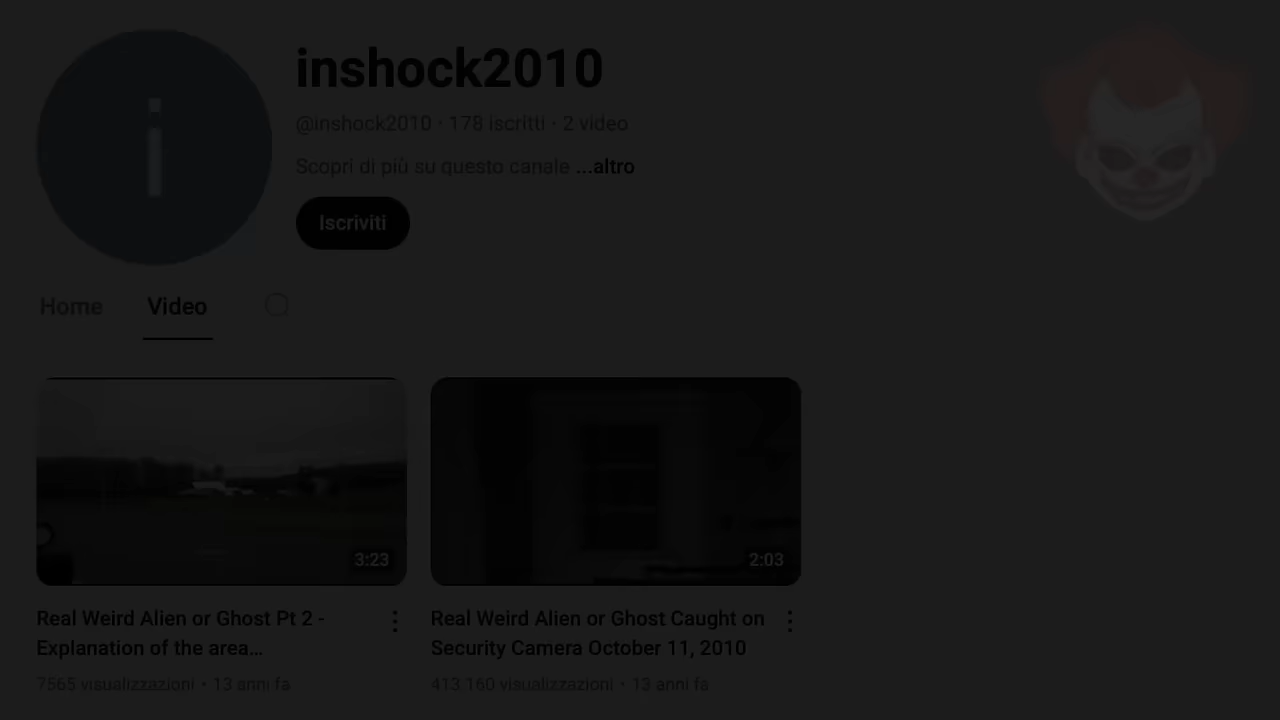 i
inshock2010
@inshock2010 · 178 iscritti · 2 video
Scopri di più su questo canale ...altro
Iscriviti
Home Video
3:23
2:03
Real Weird Alien or Ghost Pt 2 -
Explanation of the area...
7565 visualizzazioni · 13 anni fa
Real Weird Alien or Ghost Caught on
Security Camera October 11, 2010
413 160 visualizzazioni · 13 anni fa